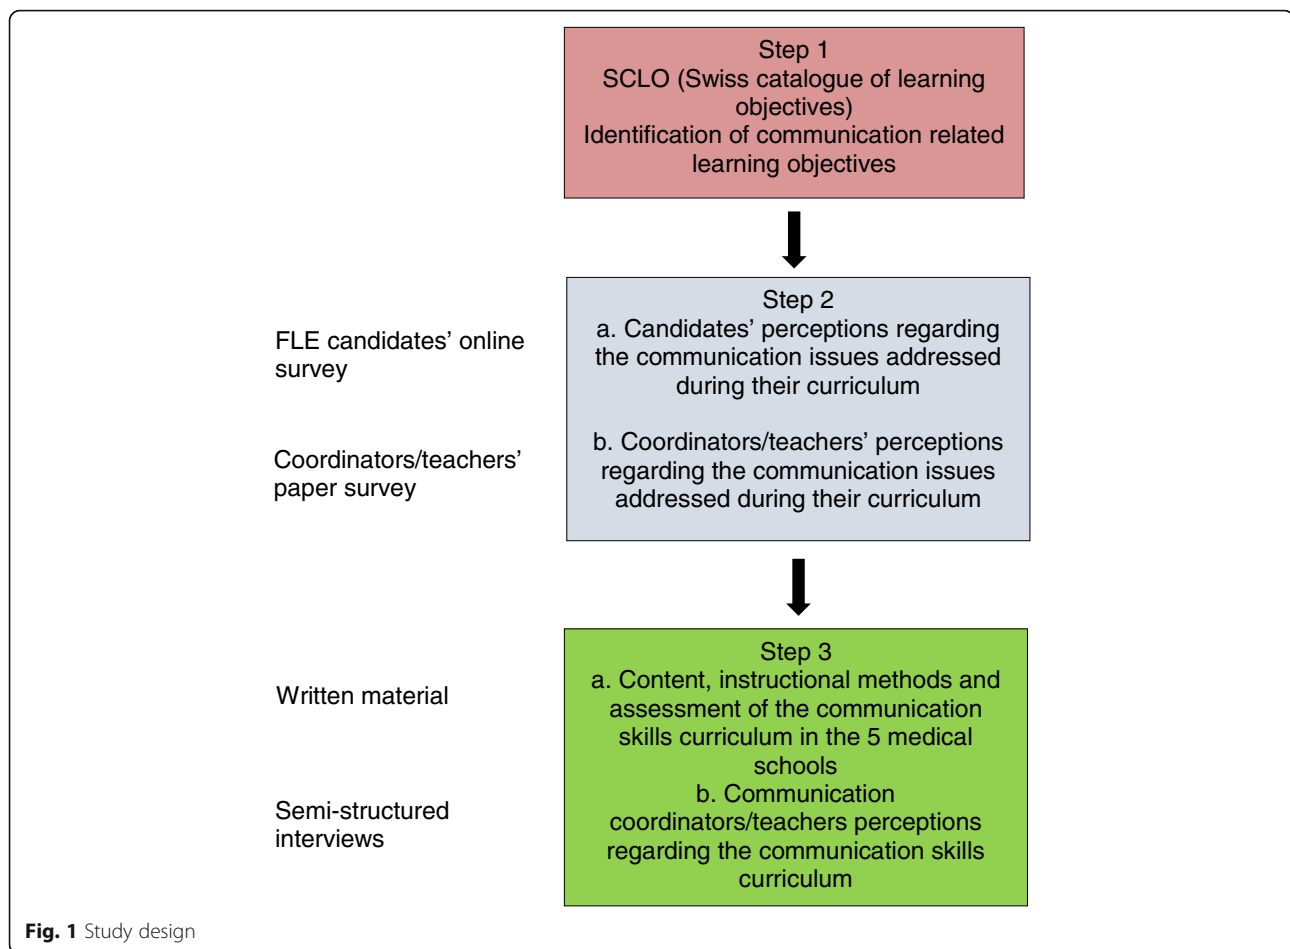 Step 1
SCLO (Swiss catalogue of learning
objectives)
Identification of communication related
learning objectives
Step 2
FLE candidates’ online
survey
a. Candidates’ perceptions regarding
the communication issues addressed
during their curriculum
Coordinators/teachers’
paper survey
b. Coordinators/teachers’ perceptions
regarding the communication issues
addressed during their curriculum
Step 3
Written material
a. Content, instructional methods and
assessment of the communication
skills curriculum in the 5 medical
schools
Semi-structured
interviews
b. Communication
coordinators/teachers perceptions
regarding the communication skills
curriculum
Fig. 1 Study design